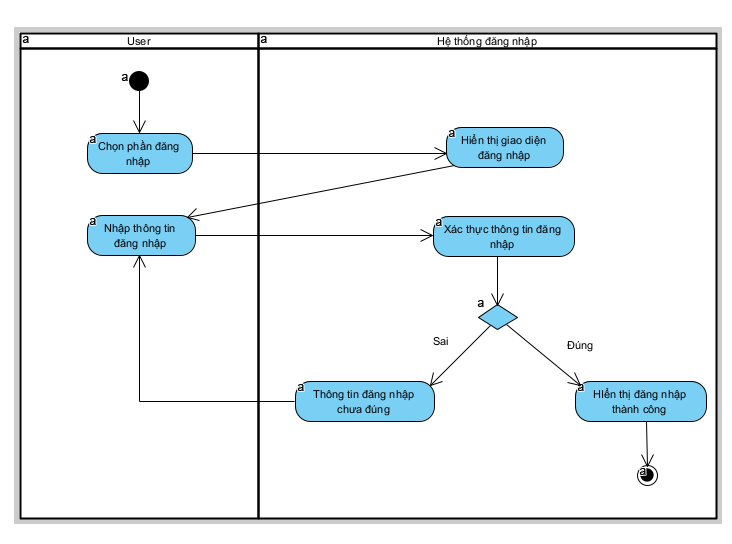 a
User
a
Hệ thống đăng nhập
a
a
Chọn phần đăng
nhập
a
Hiển thị giao diện
đăng nhập
a
Nhập thông tin
đăng nhập
a
Xác thực thông tin đăng
nhập
a
Sai
Đúng
a
Thông tin đăng nhập
chưa đúng
a
HIển thị đăng nhập
thành công
a